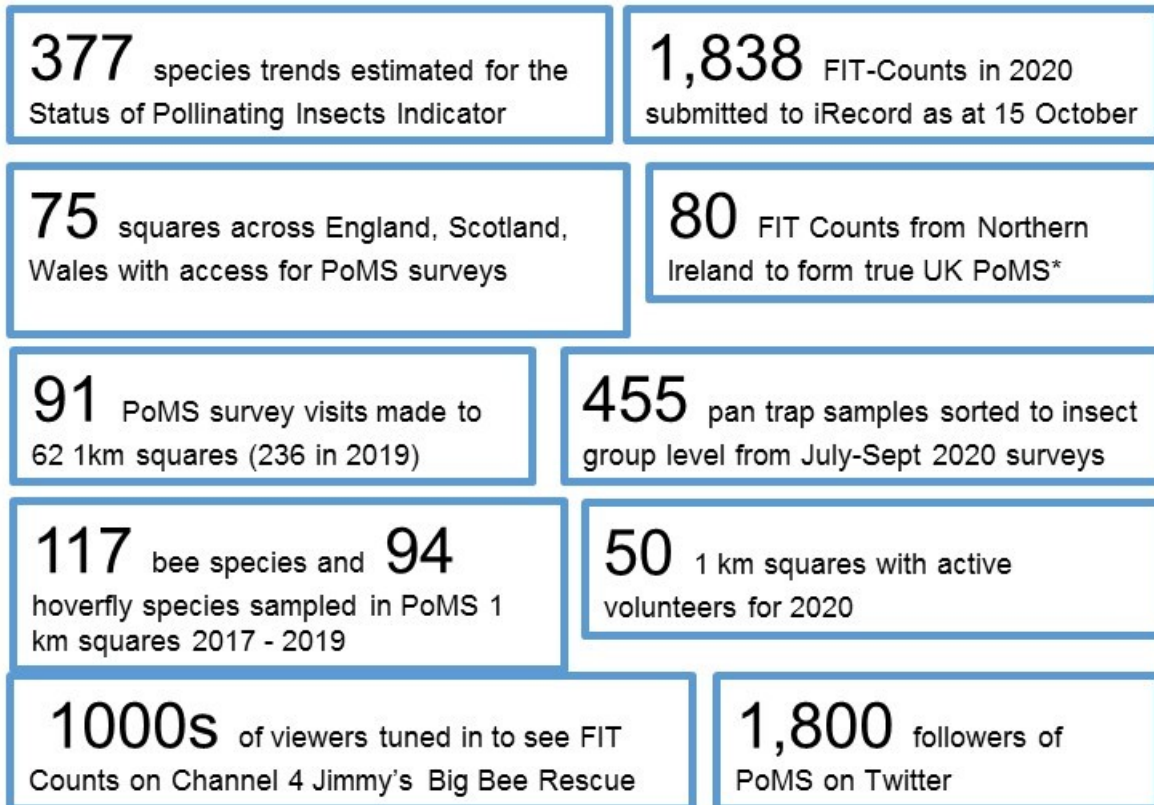 377 species trends estimated for the
Status of Pollinating Insects Indicator
1,838 FIT-Counts in 2020
submitted to iRecord as at 15 October
75 squares across England, Scotland,
Wales with access for PoMS surveys
80 FIT Counts from Northern
Ireland to form true UK PoMS*
91 PoMS survey visits made to
62 1km squares (236 in 2019)
455 pan trap samples sorted to insect
group level from July-Sept 2020 surveys
117 bee species and 94
hoverfly species sampled in PoMS 1
km squares 2017 - 2019
50 1 km squares with active
volunteers for 2020
1000s of viewers tuned in to see FIT
Counts on Channel 4 Jimmy's Big Bee Rescue
1,800 followers of
PoMS on Twitter